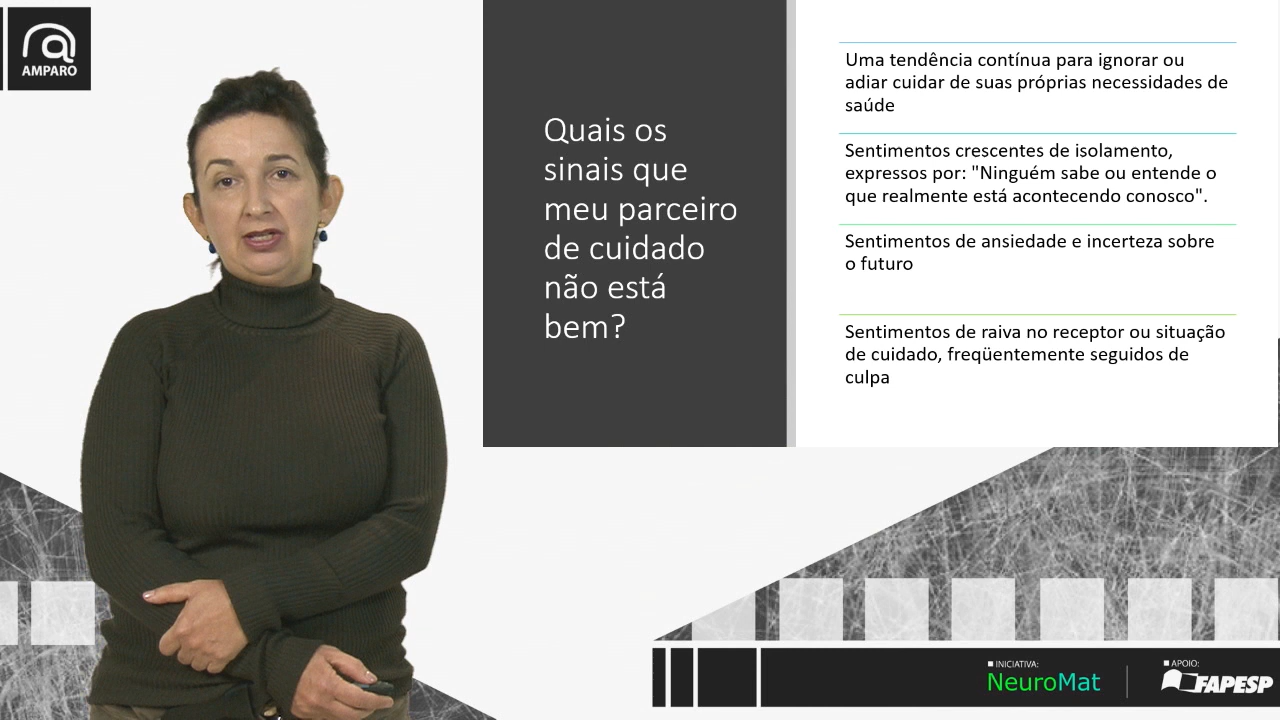 AMPARO
Quais os
sinais que
meu parceiro
de cuidado
não está
bem?
Uma tendência contínua para ignorar ou
adiar cuidar de suas próprias necessidades de
saúde
Sentimentos crescentes de isolamento,
expressos por: "Ninguém sabe ou entende o
que realmente está acontecendo conosco".
Sentimentos de ansiedade e incerteza sobre
o futuro
Sentimentos de raiva no receptor ou situação
de cuidado, freqüentemente seguidos de
culpa
INICIATIVA:
NeuroMat
APOIO:
FAPESP